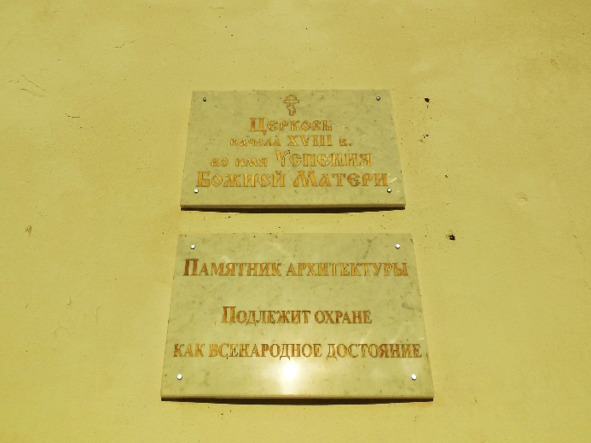 Церковь
начала XVIII в.
во имя Успения
Божией Матери
Памятник архитектуры
Подлежит охране
как всенародное достояние